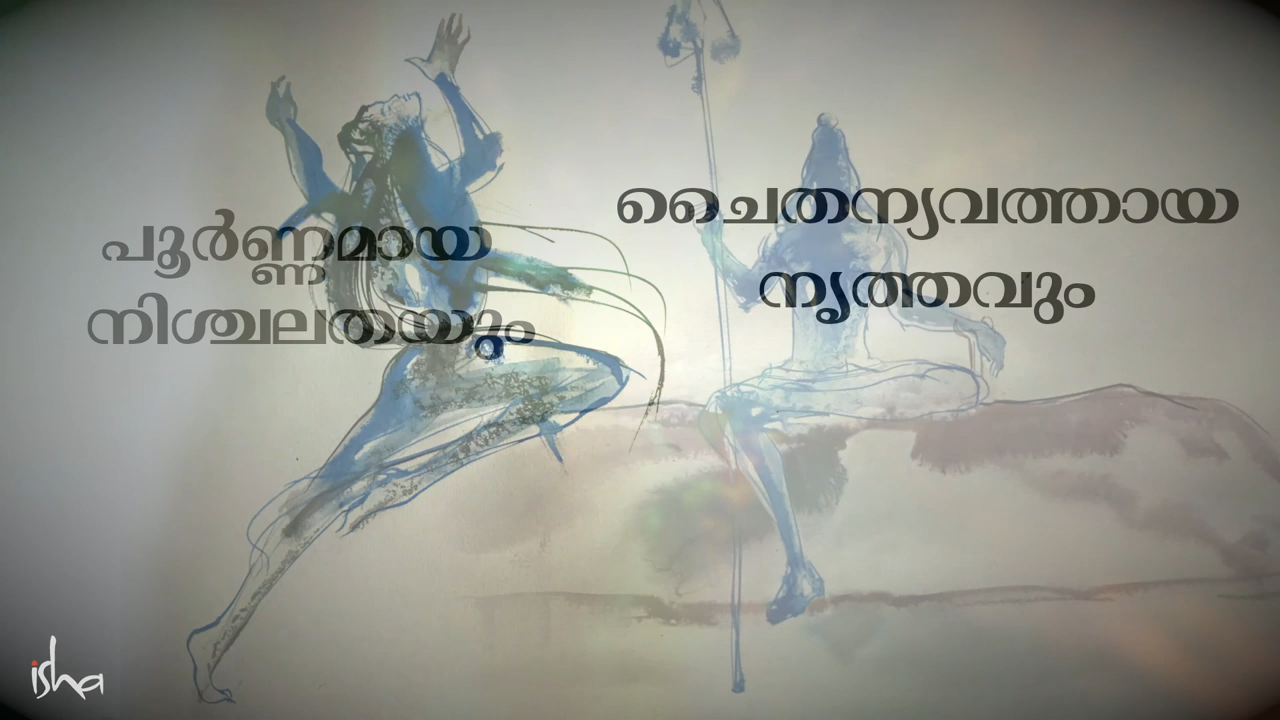 പൂർണ്ണമായ
നിശ്ചലതയും
ചൈതന്യവത്തായ
നൃത്തവും
isha